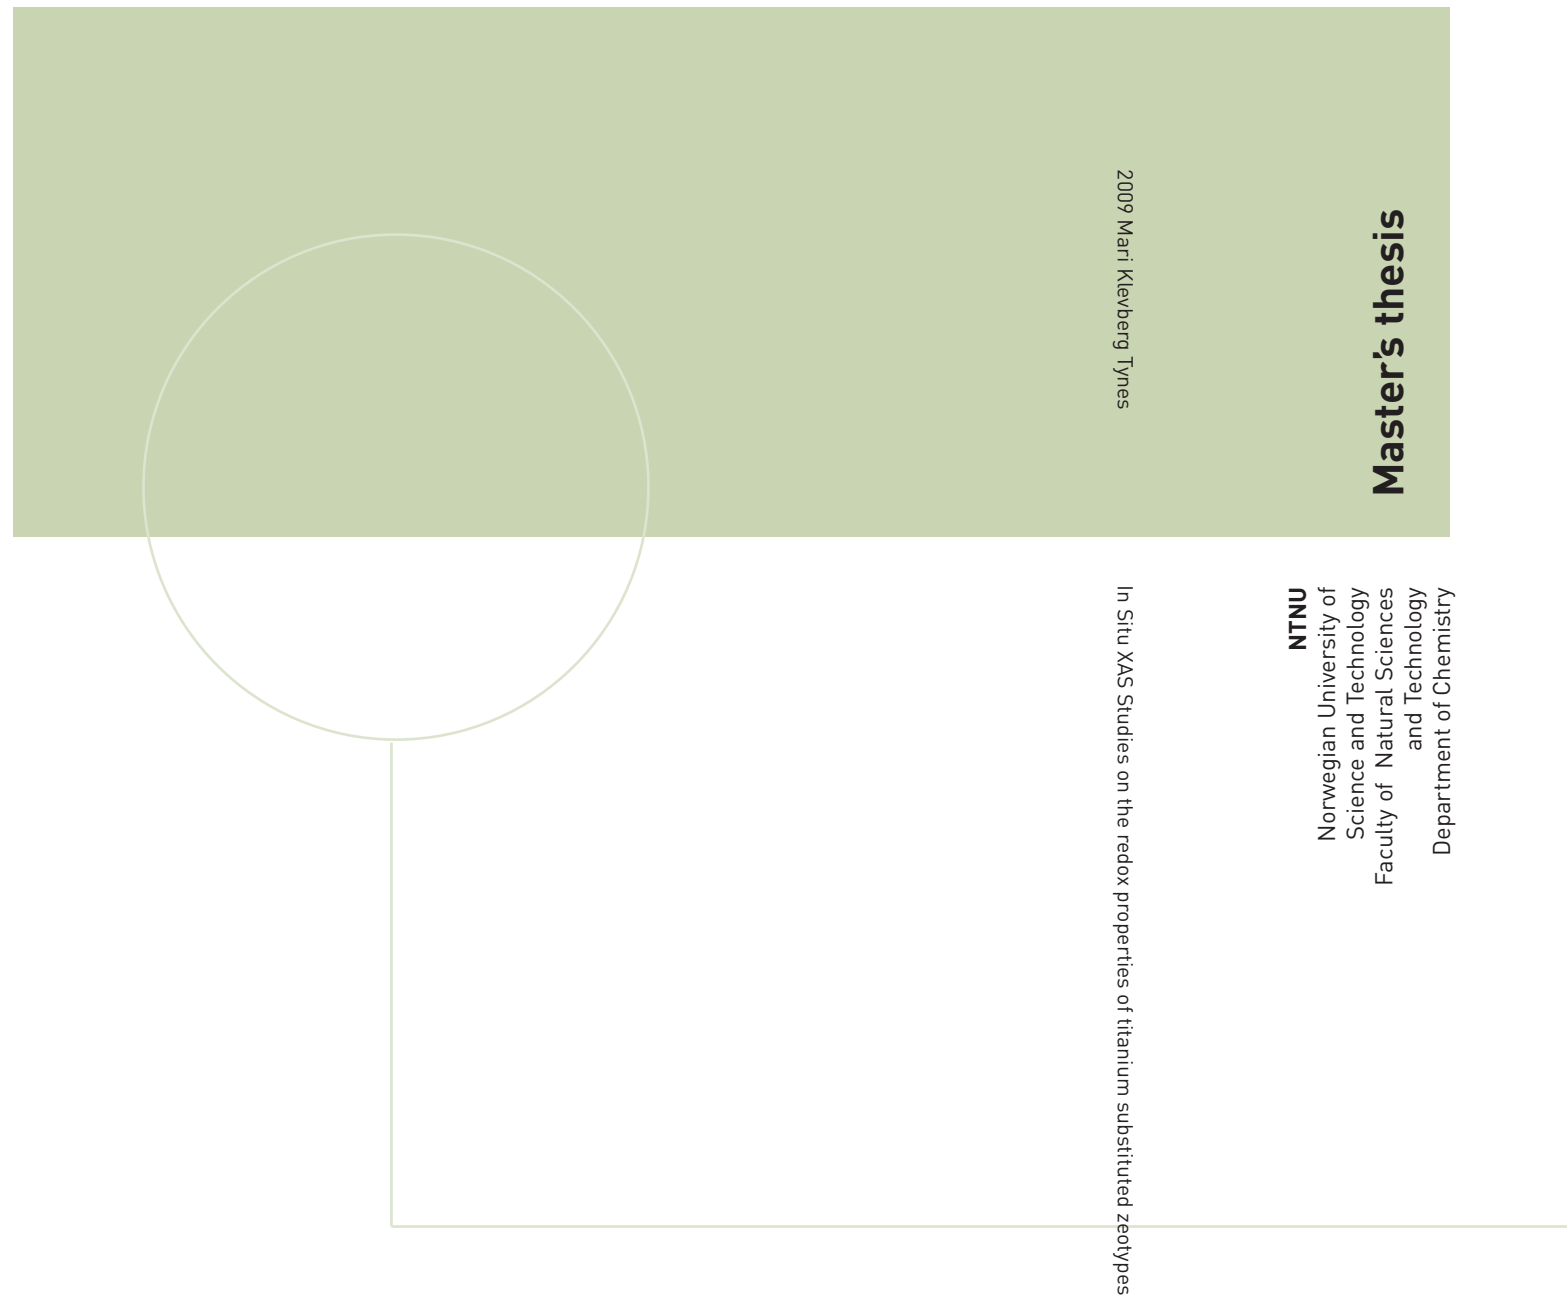 2009 Mari Klevberg Tynes
In Situ XAS Studies on the redox properties of titanium substituted zeotypes
Master's thesis
NTNU
Norwegian University of
Science and Technology
Faculty of Natural Sciences
and Technology
Department of Chemistry